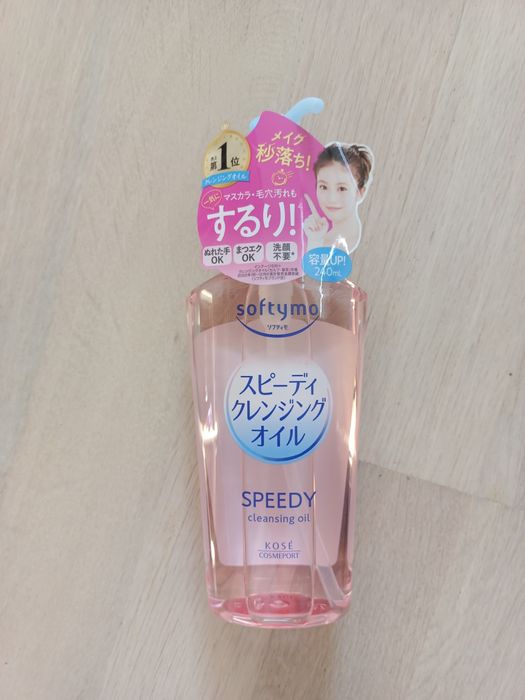 メイク
秒落ち!
売上
第1位
クレンジングオイル
一気に
マスカラ・毛穴汚れも
するり!
ぬれた手
OK
まつエク
OK
洗顔
不要*
容量UP!
240mL
softymo
ソフティモ
スピーディ
クレンジング
オイル
SPEEDY
cleansing oil
KOSÉ
COSMEPORT